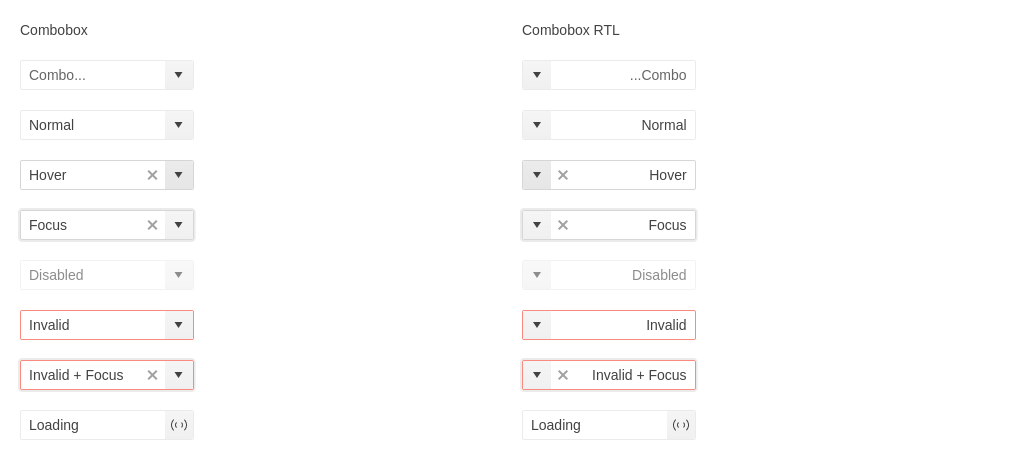 Combobox
Combo...
Normal
Hover
Focus
Disabled
Invalid
Invalid + Focus
Loading
Combobox RTL
...Combo
Normal
Hover
Focus
Disabled
Invalid
Invalid + Focus
Loading